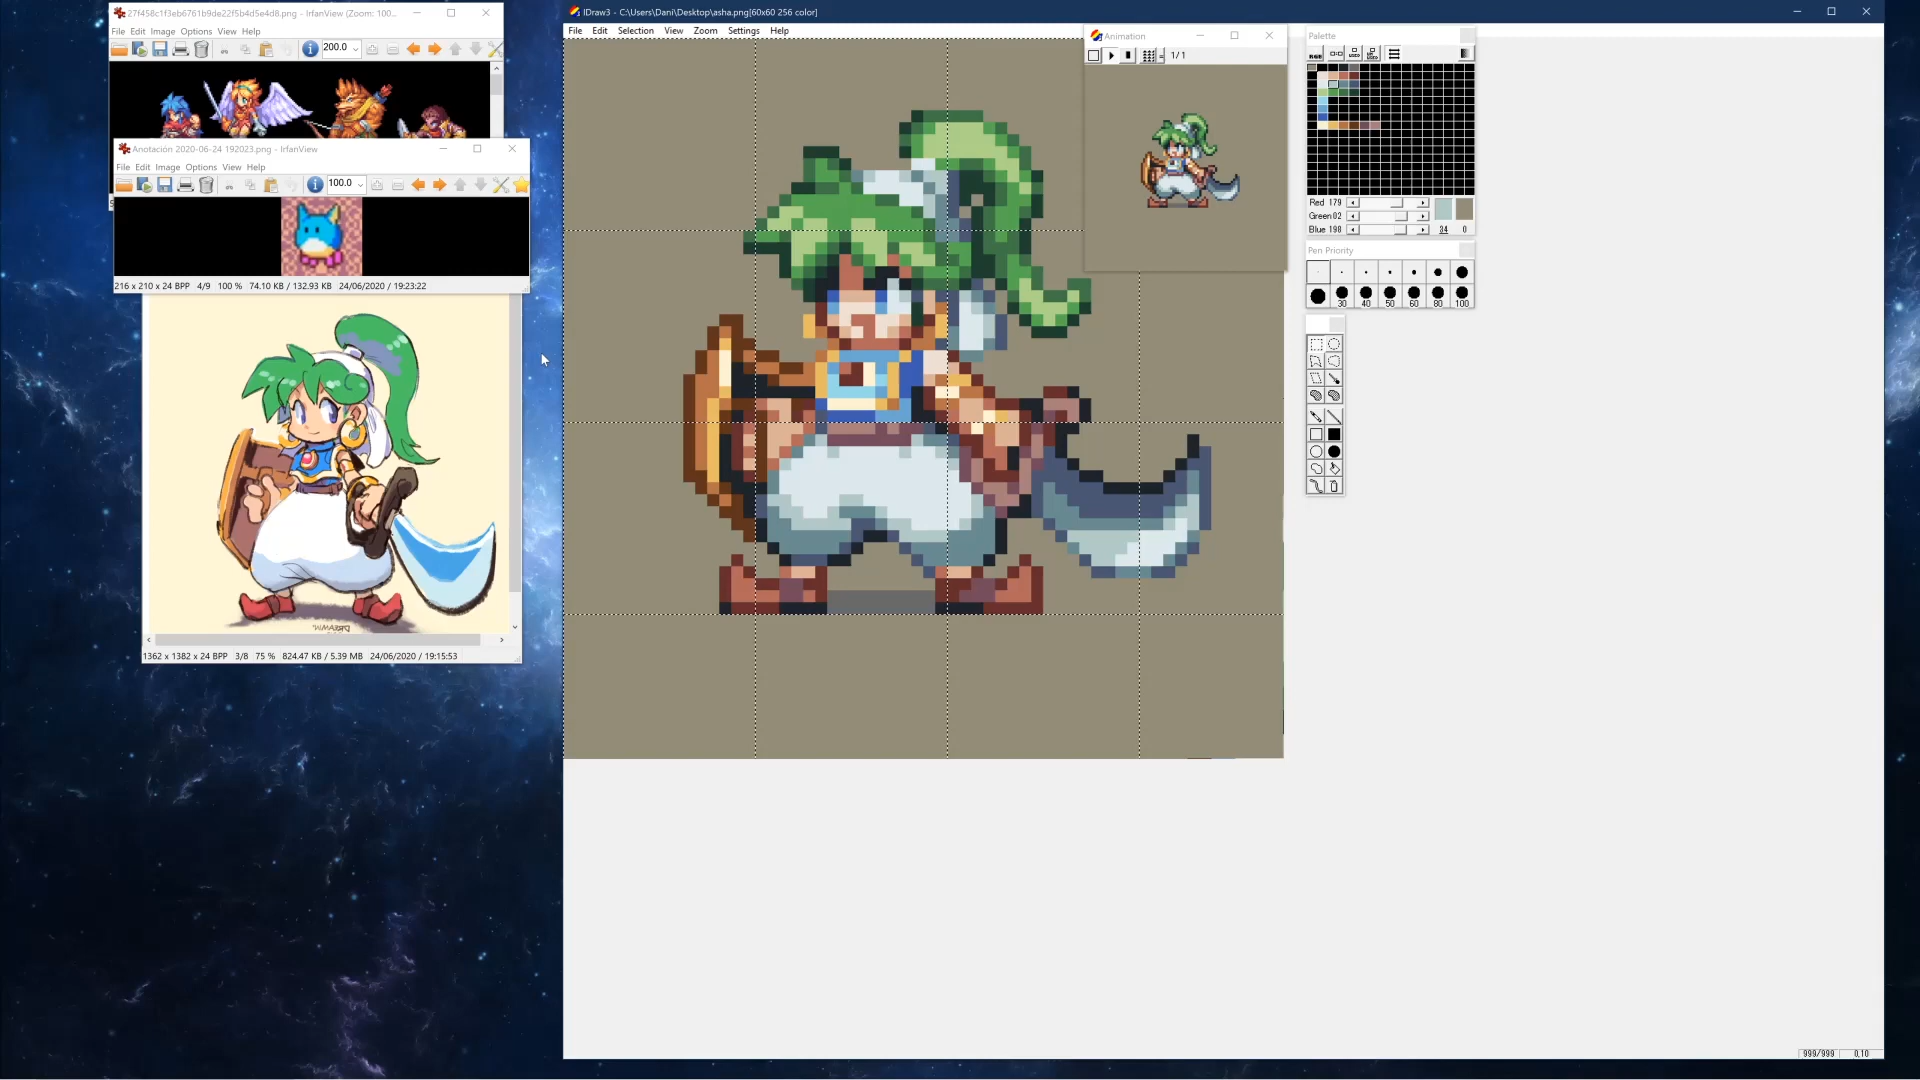 27f458c1f3eb6761b9de22f5b4d5e4d8.png - IrfanView (Zoom: 100...
File Edit Image Options View Help
200.0
Anotación 2020-06-24 192023.png - IrfanView
File Edit Image Options View Help
100.0
216 x 210 x 24 BPP 4/9 100 % 74.10 KB / 132.93 KB 24/06/2020 / 19:23:22
1362 x 1382 x 24 BPP 3/8 75 % 824.47 KB / 5.39 MB 24/06/2020 / 19:15:53
IDraw3 - C:\Users\Dani\Desktop\asha.png[60x60 256 color]
File Edit Selection View Zoom Settings Help
Animation
1/1
Palette
RGB
Red 179
Green 02
Blue 198
34 0
Pen Priority
30 40 50 60 80 100
999/999 0,10